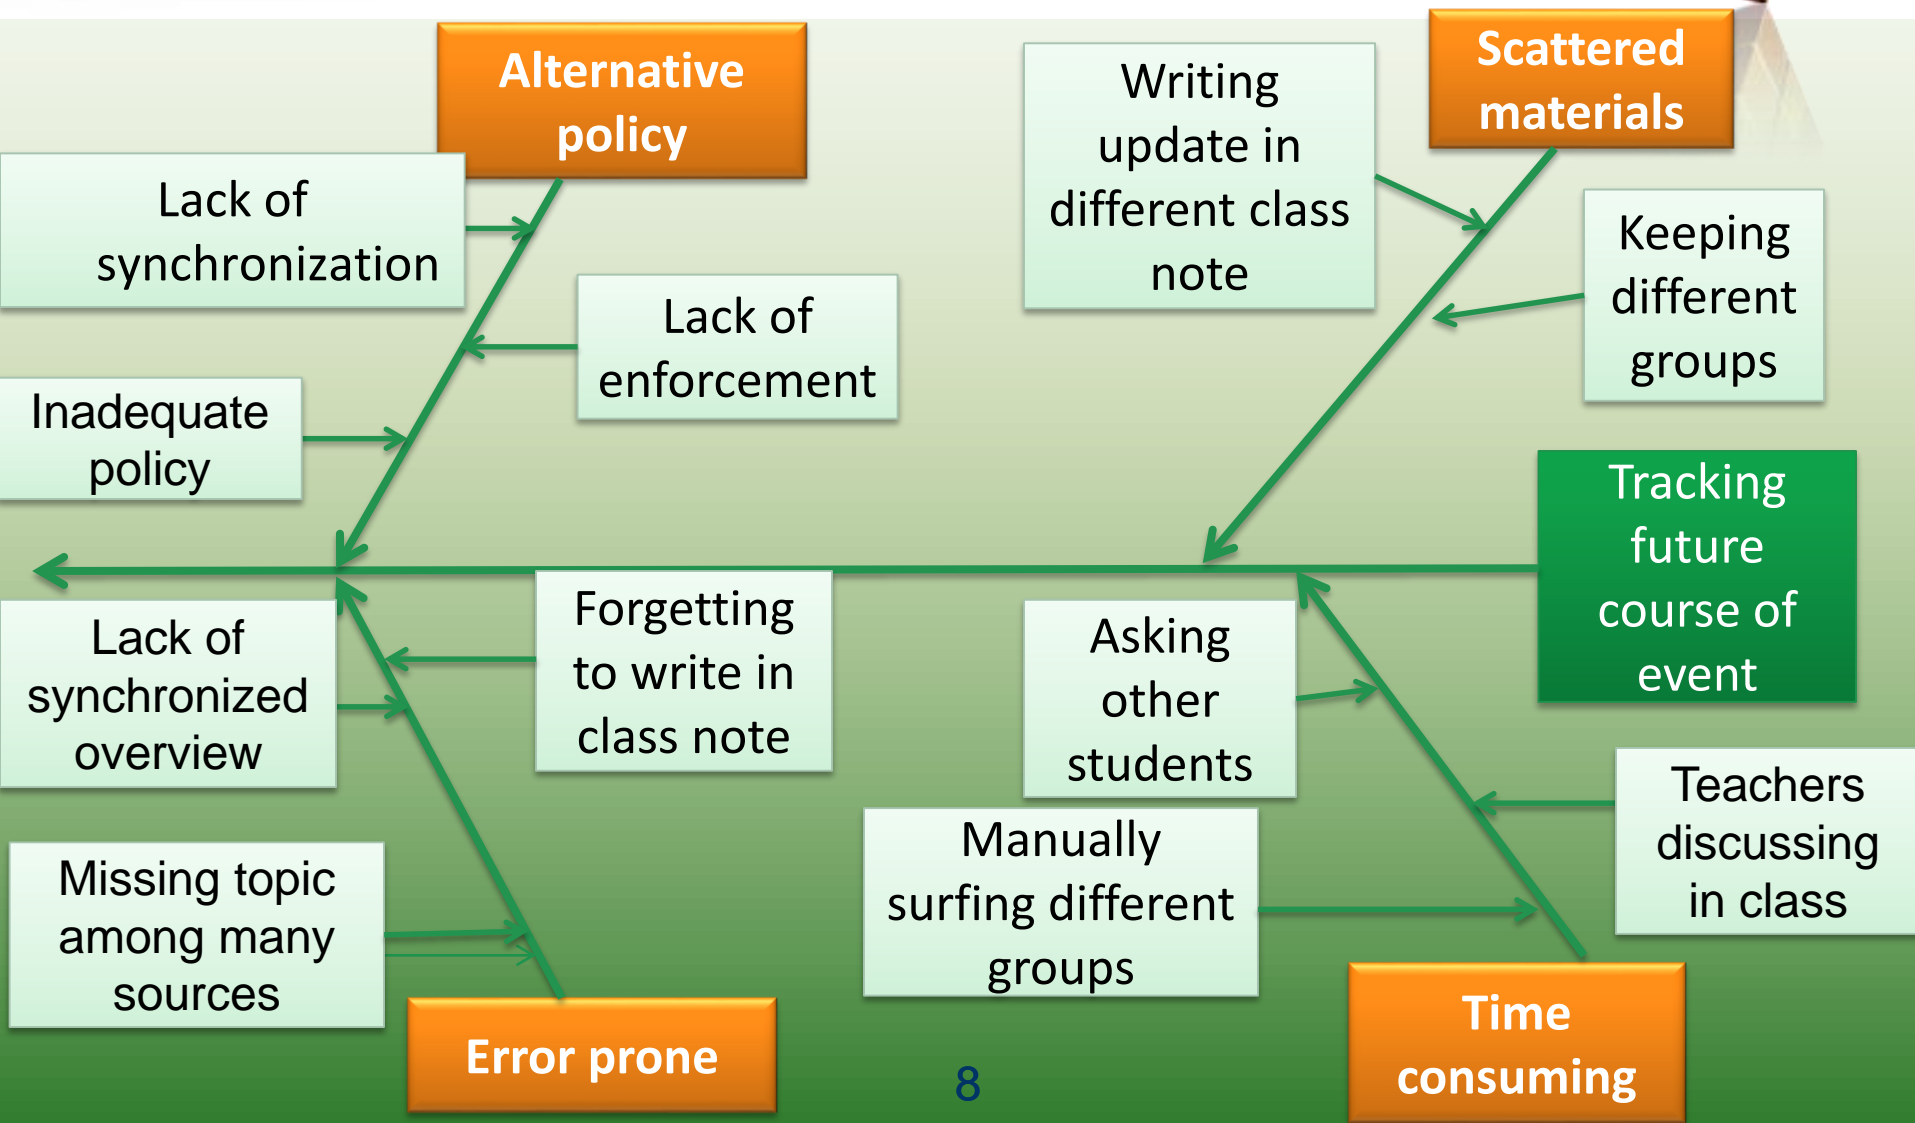 Alternative
policy
Scattered
materials
Writing
update in
different class
note
Lack of
synchronization
Keeping
different
groups
Lack of
enforcement
Inadequate
policy
Tracking
future
course of
event
Lack of
synchronized
overview
Forgetting
to write in
class note
Asking
other
students
Teachers
discussing
in class
Manually
surfing different
groups
Missing topic
among many
sources
Error prone
Time
consuming
8